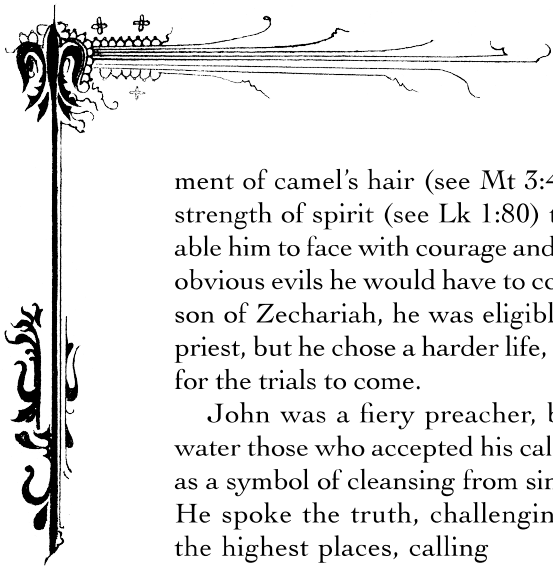 ment of camel's hair (see Mt 3:4
strength of spirit (see Lk 1:80) t
able him to face with courage and
obvious evils he would have to co
son of Zechariah, he was eligibl
priest, but he chose a harder life,
for the trials to come.
John was a fiery preacher, b
water those who accepted his cal
as a symbol of cleansing from sin
He spoke the truth, challengin
the highest places, calling